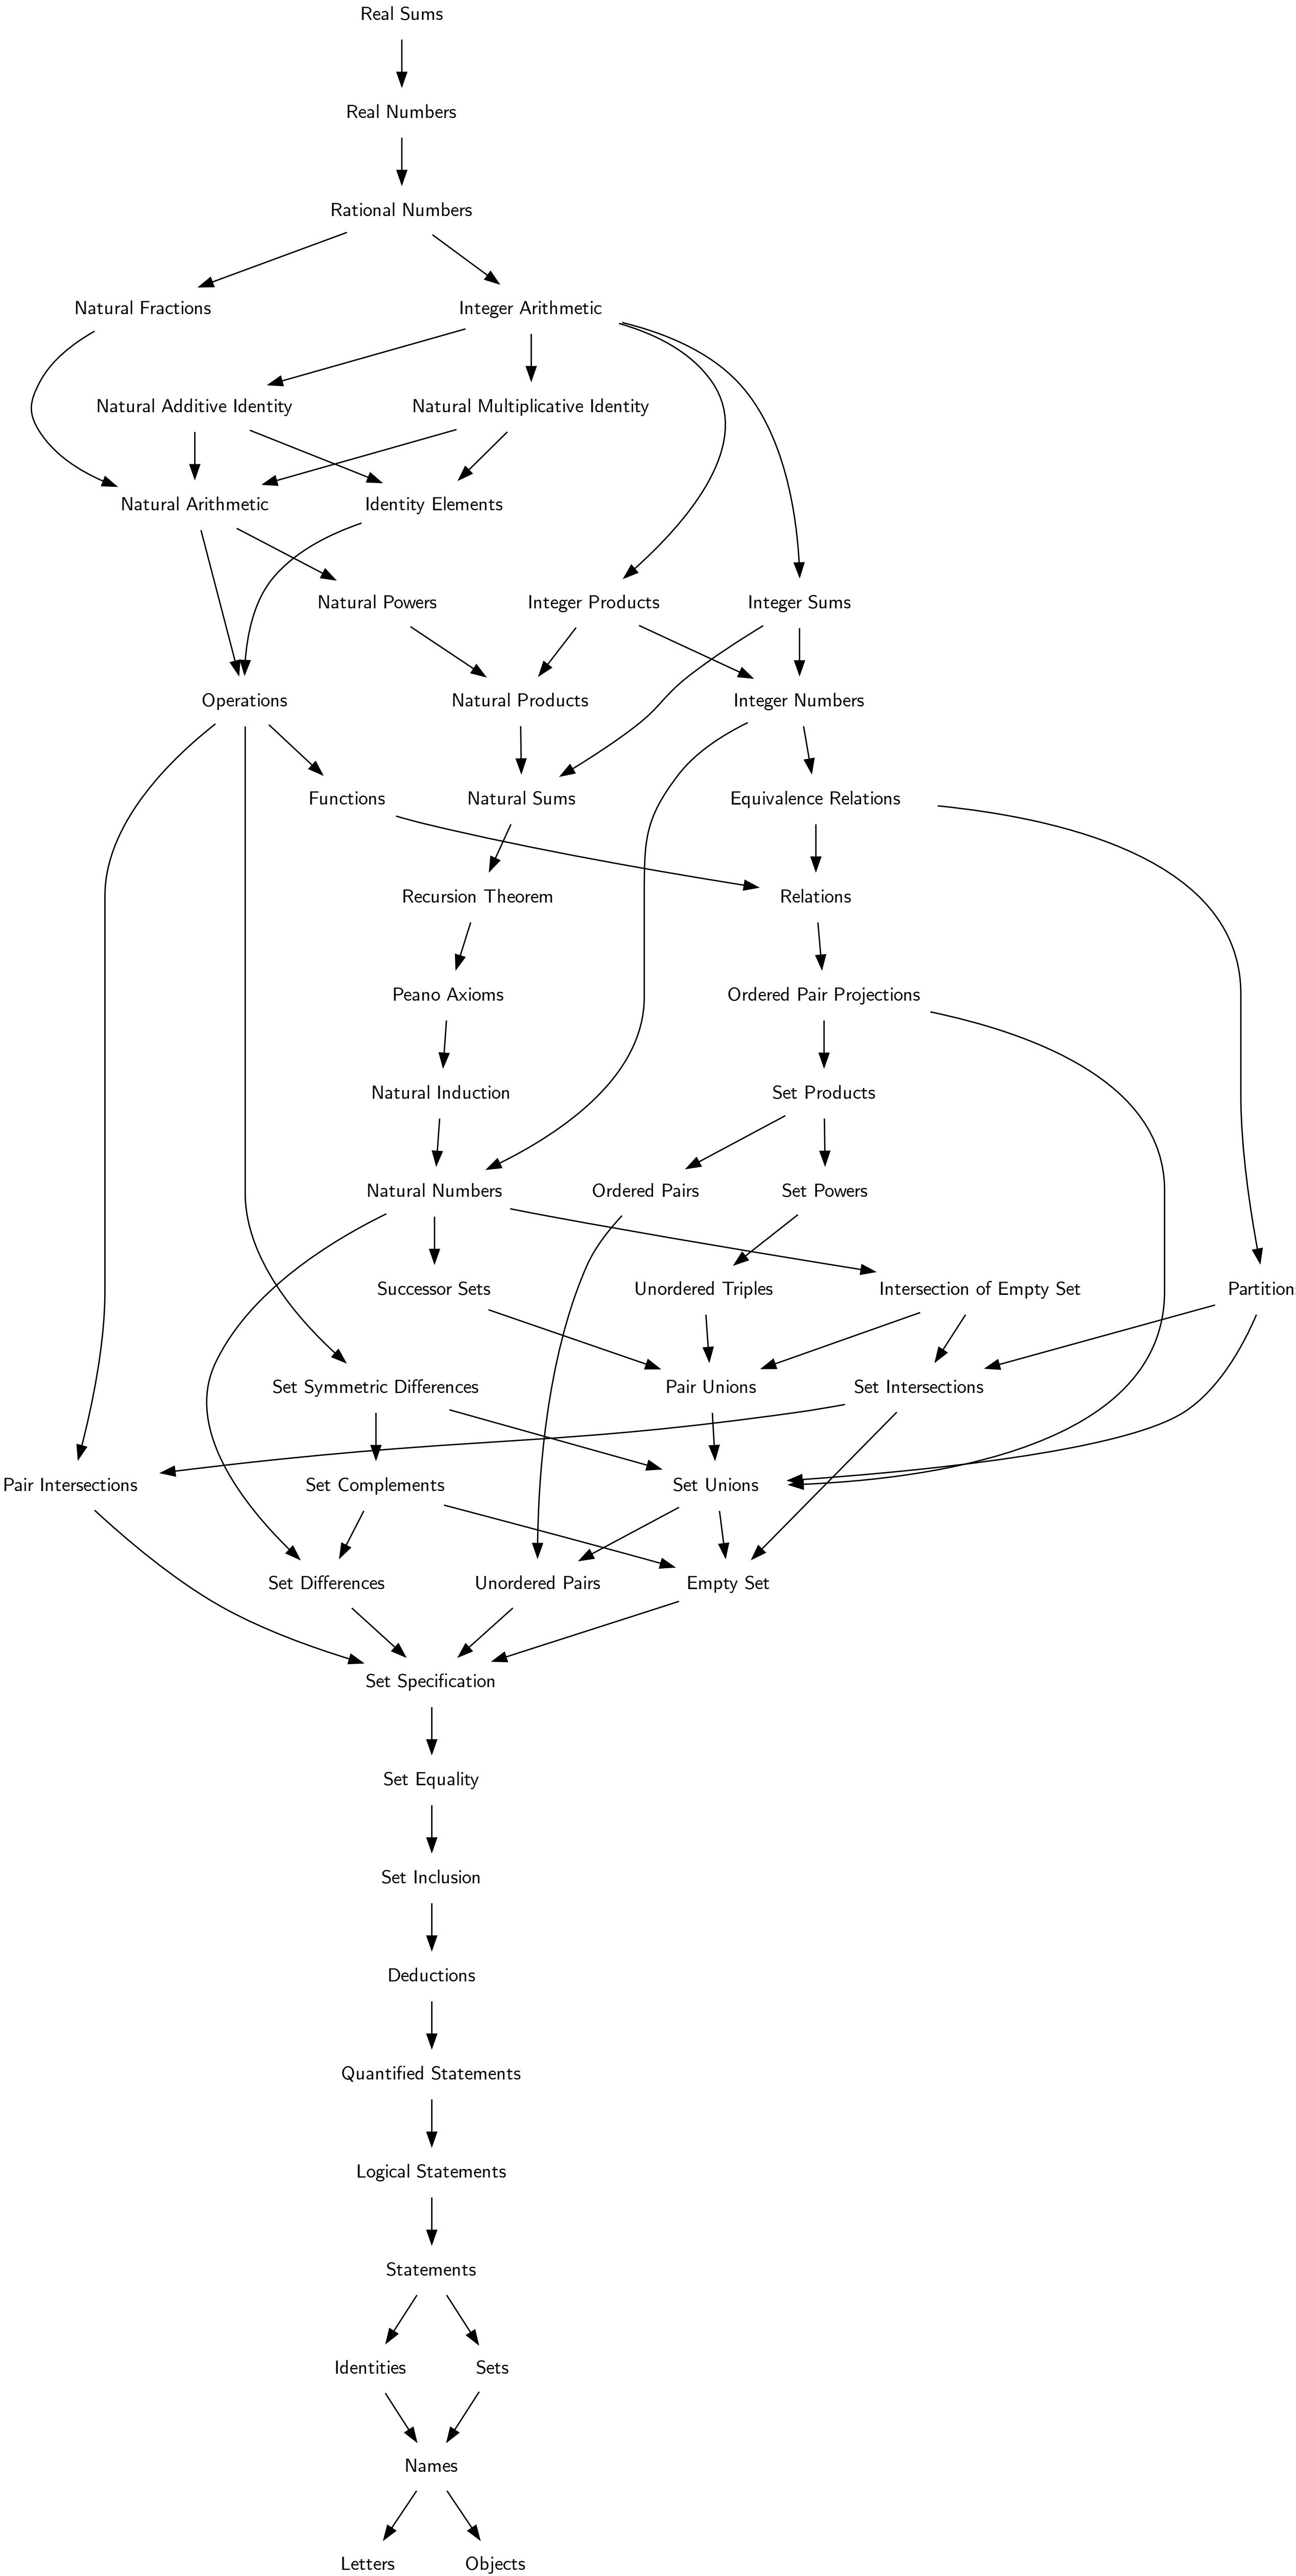 Real Sums
Real Numbers
Rational Numbers
Natural Fractions
Integer Arithmetic
Natural Additive Identity
Natural Multiplicative Identity
Natural Arithmetic
Identity Elements
Natural Powers
Integer Products
Integer Sums
Operations
Natural Products
Integer Numbers
Functions
Natural Sums
Equivalence Relations
Recursion Theorem
Relations
Peano Axioms
Ordered Pair Projections
Natural Induction
Set Products
Natural Numbers
Ordered Pairs
Set Powers
Successor Sets
Unordered Triples
Intersection of Empty Set
Partition
Set Symmetric Differences
Pair Unions
Set Intersections
Pair Intersections
Set Complements
Set Unions
Set Differences
Unordered Pairs
Empty Set
Set Specification
Set Equality
Set Inclusion
Deductions
Quantified Statements
Logical Statements
Statements
Identities
Sets
Names
Letters
Objects